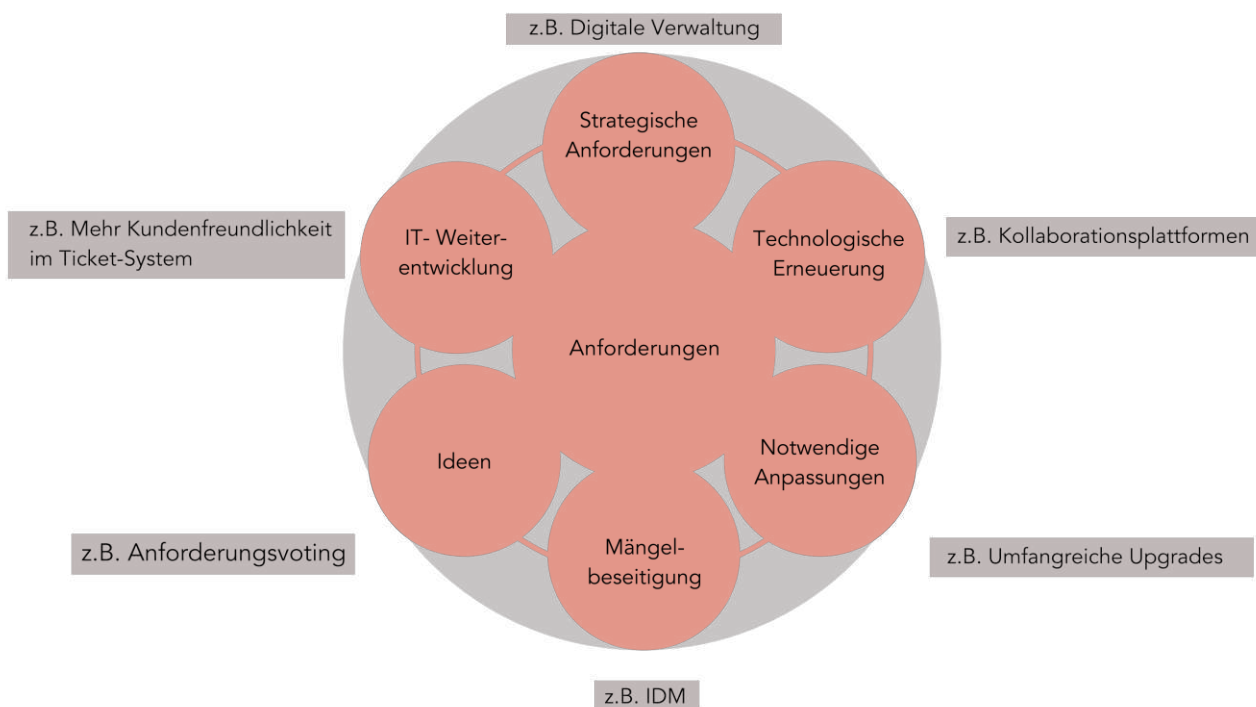 z.B. Digitale Verwaltung
Strategische
Anforderungen
z.B. Mehr Kundenfreundlichkeit
im Ticket-System
IT- Weiter-
entwicklung
Technologische
Erneuerung
z.B. Kollaborationsplattformen
Anforderungen
Ideen
Notwendige
Anpassungen
z.B. Anforderungsvoting
Mängel-
beseitigung
z.B. Umfangreiche Upgrades
z.B. IDM